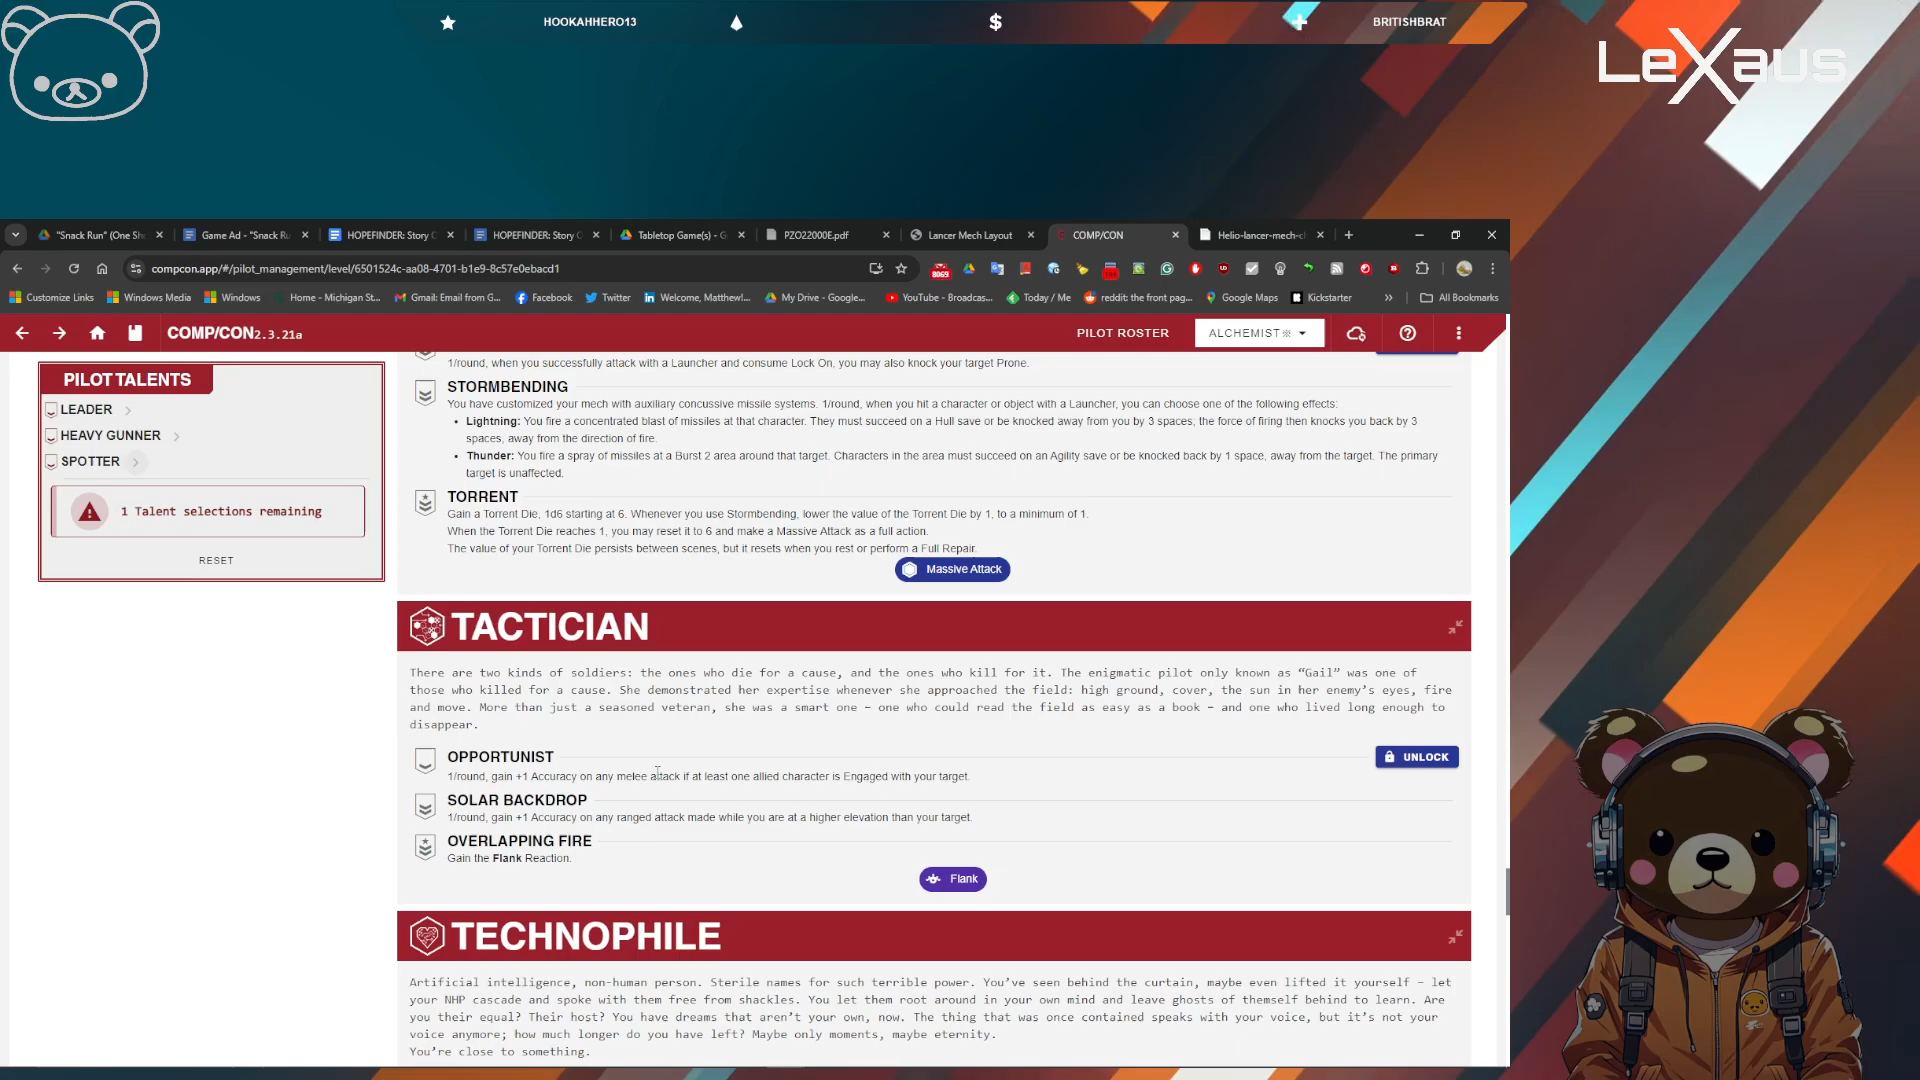 HOOKAHHERO13
$
BRITISHBRAT
LeXaus
"Snack Run" (One Sh
Game Ad - "Snack Ru
HOPEFINDER: Story C
HOPEFINDER: Story C
Tabletop Game(s) - G
PZO22000E.pdf
Lancer Mech Layout
COMP/CON
Helio-lancer-mech-c
compcon.app/#/pilot_management/level/6501524c-aa08-4701-b1e9-8c57e0ebacd1
8069
Customize Links
Windows Media
Windows
Home - Michigan St...
Gmail: Email from G...
Facebook
Twitter
Welcome, Matthew!...
My Drive - Google...
YouTube - Broadcas...
Today / Me
reddit: the front pag...
Google Maps
Kickstarter
»
All Bookmarks
COMP/CON2.3.21a
PILOT ROSTER
ALCHEMIST※
PILOT TALENTS
LEADER
HEAVY GUNNER
SPOTTER
1 Talent selections remaining
RESET
1/round, when you successfully attack with a Launcher and consume Lock On, you may also knock your target Prone.
STORMBENDING
You have customized your mech with auxiliary concussive missile systems. 1/round, when you hit a character or object with a Launcher, you can choose one of the following effects:
• Lightning: You fire a concentrated blast of missiles at that character. They must succeed on a Hull save or be knocked away from you by 3 spaces; the force of firing then knocks you back by 3
spaces, away from the direction of fire.
• Thunder: You fire a spray of missiles at a Burst 2 area around that target. Characters in the area must succeed on an Agility save or be knocked back by 1 space, away from the target. The primary
target is unaffected.
TORRENT
Gain a Torrent Die, 1d6 starting at 6. Whenever you use Stormbending, lower the value of the Torrent Die by 1, to a minimum of 1.
When the Torrent Die reaches 1, you may reset it to 6 and make a Massive Attack as a full action.
The value of your Torrent Die persists between scenes, but it resets when you rest or perform a Full Repair.
Massive Attack
TACTICIAN
There are two kinds of soldiers: the ones who die for a cause, and the ones who kill for it. The enigmatic pilot only known as “Gail” was one of
those who killed for a cause. She demonstrated her expertise whenever she approached the field: high ground, cover, the sun in her enemy’s eyes, fire
and move. More than just a seasoned veteran, she was a smart one – one who could read the field as easy as a book – and one who lived long enough to
disappear.
OPPORTUNIST
UNLOCK
1/round, gain +1 Accuracy on any melee attack if at least one allied character is Engaged with your target.
SOLAR BACKDROP
1/round, gain +1 Accuracy on any ranged attack made while you are at a higher elevation than your target.
OVERLAPPING FIRE
Gain the Flank Reaction.
Flank
TECHNOPHILE
Artificial intelligence, non-human person. Sterile names for such terrible power. You’ve seen behind the curtain, maybe even lifted it yourself – let
your NHP cascade and spoke with them free from shackles. You let them root around in your own mind and leave ghosts of themself behind to learn. Are
you their equal? Their host? You have dreams that aren’t your own, now. The thing that was once contained speaks with your voice, but it’s not your
voice anymore; how much longer do you have left? Maybe only moments, maybe eternity.
You’re close to something.